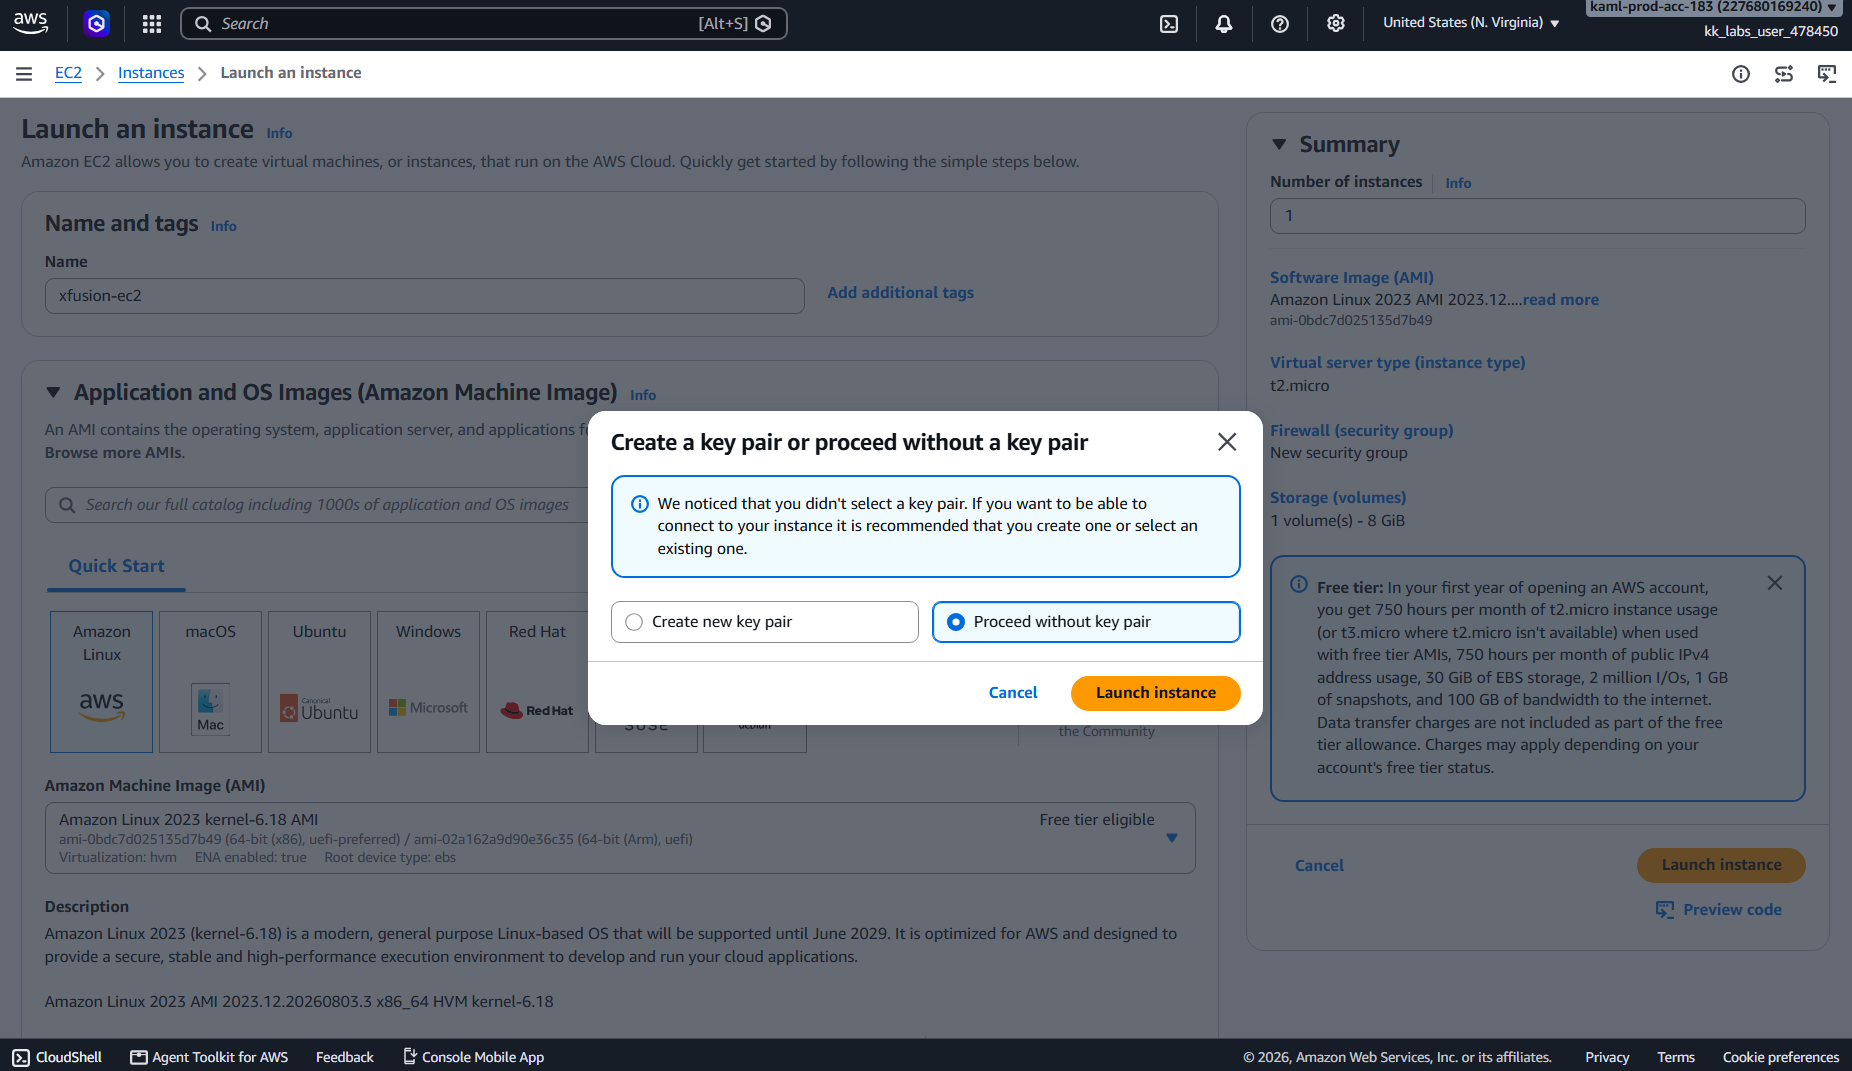 aws
Search
[Alt+S]
United States (N. Virginia)
kaml-prod-acc-183 (227680169240)
kk_labs_user_478450
EC2
Instances
Launch an instance
Launch an instance
Info
Amazon EC2 allows you to create virtual machines, or instances, that run on the AWS Cloud. Quickly get started by following the simple steps below.
Name and tags
Info
Name
xfusion-ec2
Add additional tags
Application and OS Images (Amazon Machine Image)
Info
An AMI contains the operating system, application server, and applications
Browse more AMIs.
Search our full catalog including 1000s of application and OS images
Quick Start
Amazon
Linux
aws
macOS
Mac
Ubuntu
Canonical
Ubuntu
Windows
Microsoft
Red Hat
Red Hat
SUSE
debian
the Community
Amazon Machine Image (AMI)
Amazon Linux 2023 kernel-6.18 AMI
Free tier eligible
ami-0bdc7d025135d7b49 (64-bit (x86), uefi-preferred) / ami-02a162a9d90e36c35 (64-bit (Arm), uefi)
Virtualization: hvm
ENA enabled: true
Root device type: ebs
Description
Amazon Linux 2023 (kernel-6.18) is a modern, general purpose Linux-based OS that will be supported until June 2029. It is optimized for AWS and designed to
provide a secure, stable and high-performance execution environment to develop and run your cloud applications.
Amazon Linux 2023 AMI 2023.12.20260803.3 x86_64 HVM kernel-6.18
Create a key pair or proceed without a key pair
We noticed that you didn't select a key pair. If you want to be able to
connect to your instance it is recommended that you create one or select an
existing one.
Create new key pair
Proceed without key pair
Cancel
Launch instance
Summary
Number of instances
Info
1
Software Image (AMI)
Amazon Linux 2023 AMI 2023.12....read more
ami-0bdc7d025135d7b49
Virtual server type (instance type)
t2.micro
Firewall (security group)
New security group
Storage (volumes)
1 volume(s) - 8 GiB
Free tier: In your first year of opening an AWS account,
you get 750 hours per month of t2.micro instance usage
(or t3.micro where t2.micro isn't available) when used
with free tier AMIs, 750 hours per month of public IPv4
address usage, 30 GiB of EBS storage, 2 million I/Os, 1 GB
of snapshots, and 100 GB of bandwidth to the internet.
Data transfer charges are not included as part of the free
tier allowance. Charges may apply depending on your
account's free tier status.
Cancel
Launch instance
Preview code
CloudShell
Agent Toolkit for AWS
Feedback
Console Mobile App
© 2026, Amazon Web Services, Inc. or its affiliates.
Privacy
Terms
Cookie preferences